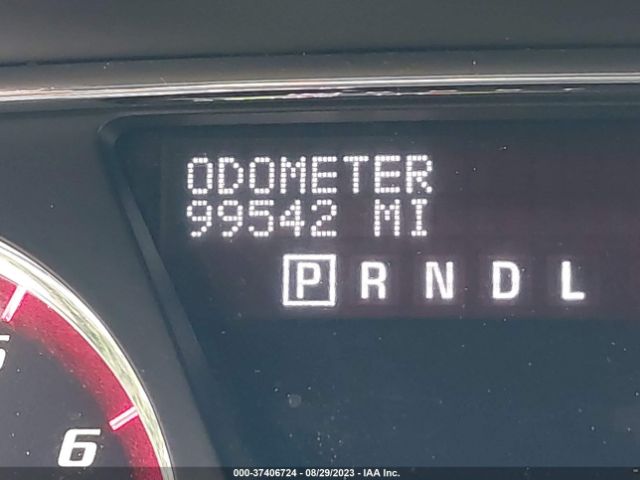 ODOMETER
99542 MI
P R N D L
6
000-37406724 - 08/29/2023 - IAA Inc.